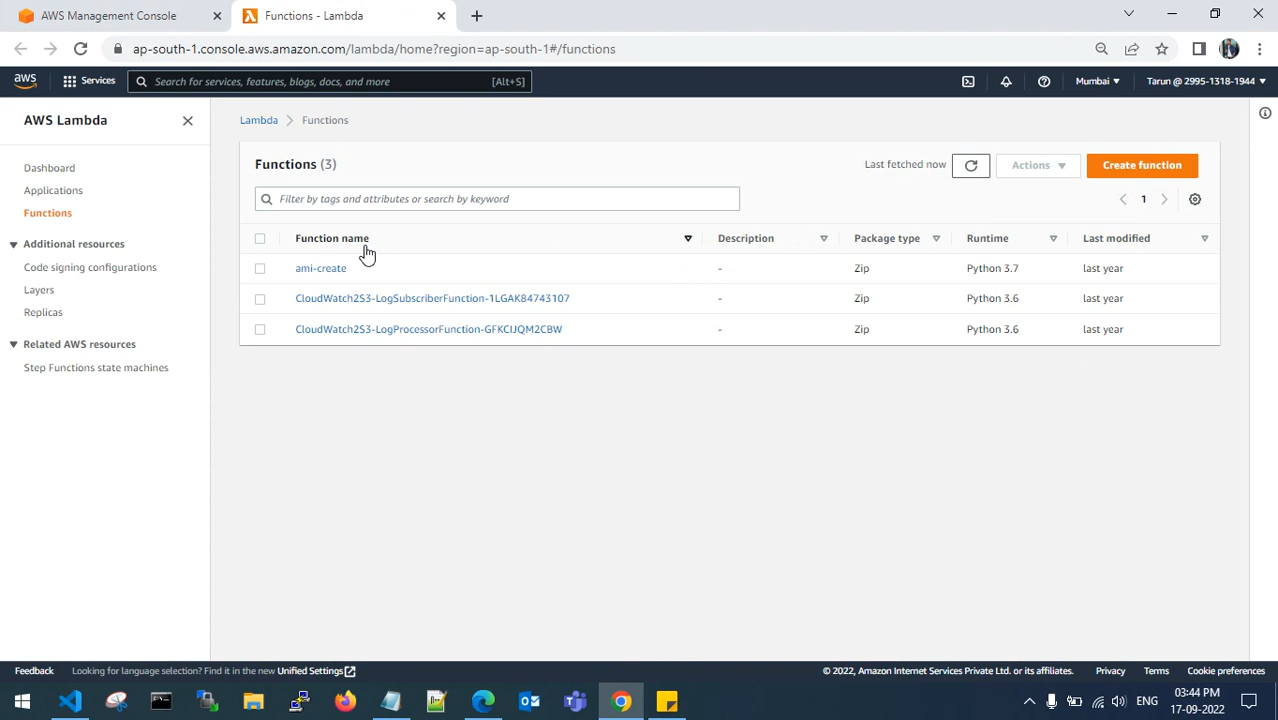 AWS Management Console
Functions - Lambda
ap-south-1.console.aws.amazon.com/lambda/home?region=ap-south-1#/functions
aws
Services
Search for services, features, blogs, docs, and more
[Alt+S]
Mumbai
Tarun @ 2995-1318-1944
AWS Lambda
Dashboard
Applications
Functions
Additional resources
Code signing configurations
Layers
Replicas
Related AWS resources
Step Functions state machines
Lambda
Functions
Functions (3)
Last fetched now
Actions
Create function
Filter by tags and attributes or search by keyword
1
Function name Description Package type Runtime Last modified
ami-create - Zip Python 3.7 last year
CloudWatch2S3-LogSubscriberFunction-1LGAK84743107 - Zip Python 3.6 last year
CloudWatch2S3-LogProcessorFunction-GFKCIJQM2CBW - Zip Python 3.6 last year
Feedback
Looking for language selection? Find it in the new Unified Settings
© 2022, Amazon Internet Services Private Ltd. or its affiliates.
Privacy
Terms
Cookie preferences
ENG
03:44 PM
17-09-2022